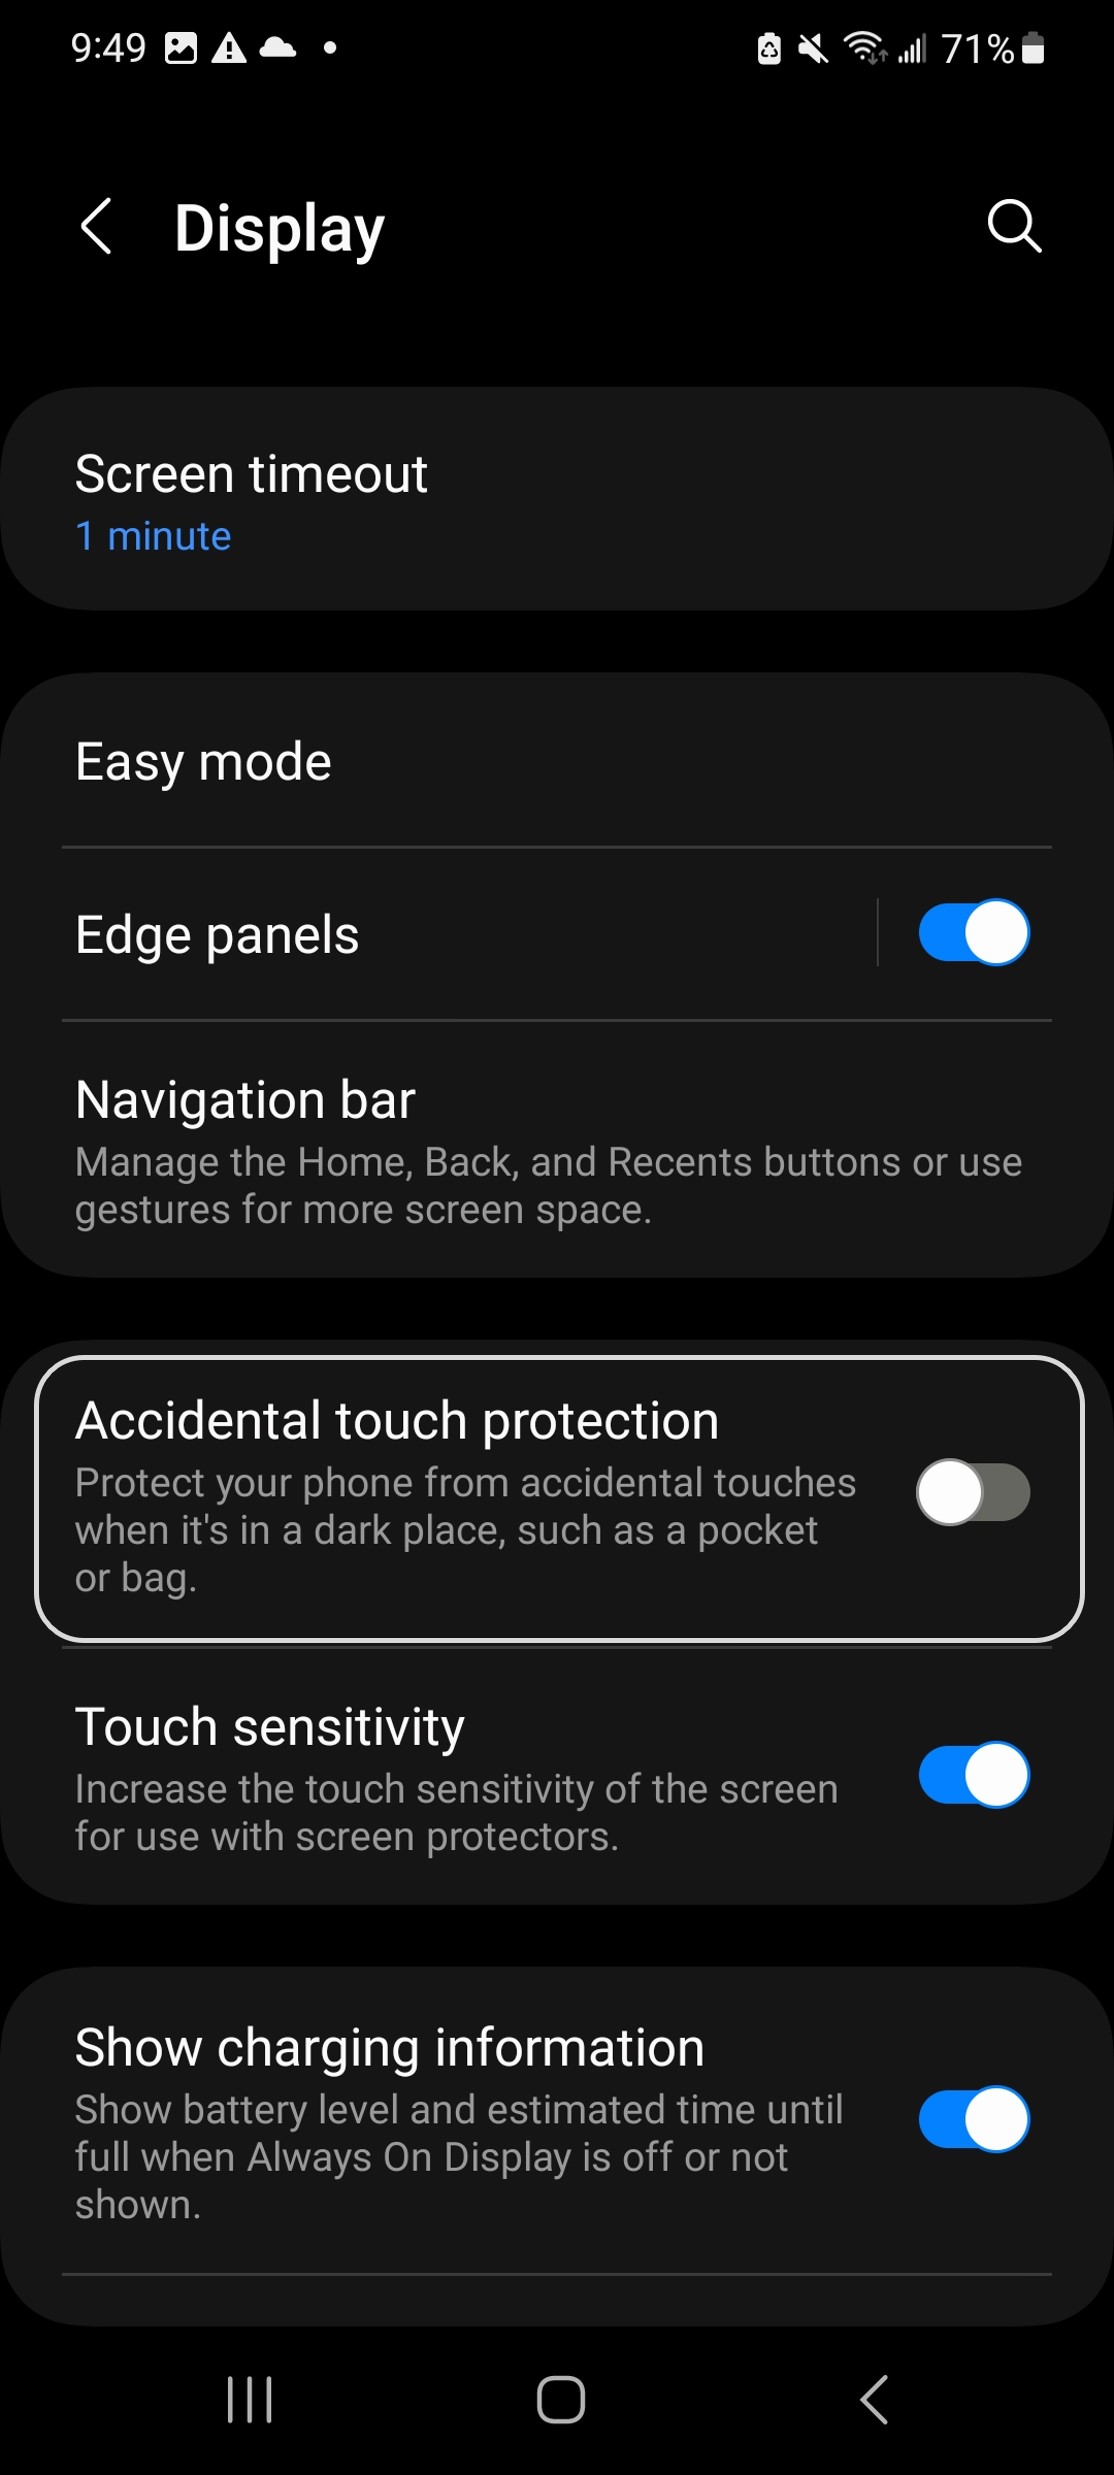 9:49 71%
Display
Screen timeout
1 minute
Easy mode
Edge panels
Navigation bar
Manage the Home, Back, and Recents buttons or use
gestures for more screen space.
Accidental touch protection
Protect your phone from accidental touches
when it's in a dark place, such as a pocket
or bag.
Touch sensitivity
Increase the touch sensitivity of the screen
for use with screen protectors.
Show charging information
Show battery level and estimated time until
full when Always On Display is off or not
shown.